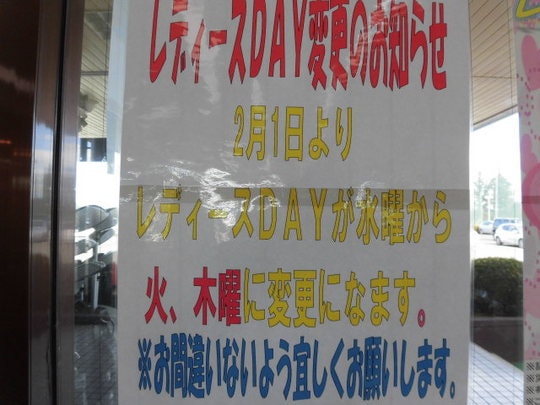 レディースDAY変更のお知らせ
2月1日より
レディースDAYが水曜から
火、木曜に変更になます。
※お間違いないよう宜しくお願いします。